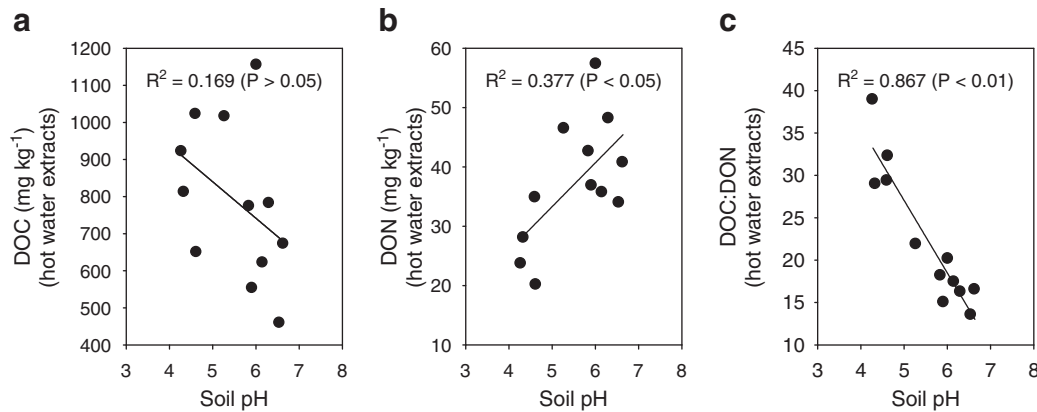 a
DOC (mg kg-1)
(hot water extracts)
1200
1100
1000
900
800
700
600
500
400
R2 = 0.169 (P > 0.05)
3 4 5 6 7 8
Soil pH
b
DON (mg kg-1)
(hot water extracts)
60
50
40
30
20
10
R2 = 0.377 (P < 0.05)
3 4 5 6 7 8
Soil pH
c
DOC:DON
(hot water extracts)
45
40
35
30
25
20
15
10
R2 = 0.867 (P < 0.01)
3 4 5 6 7 8
Soil pH